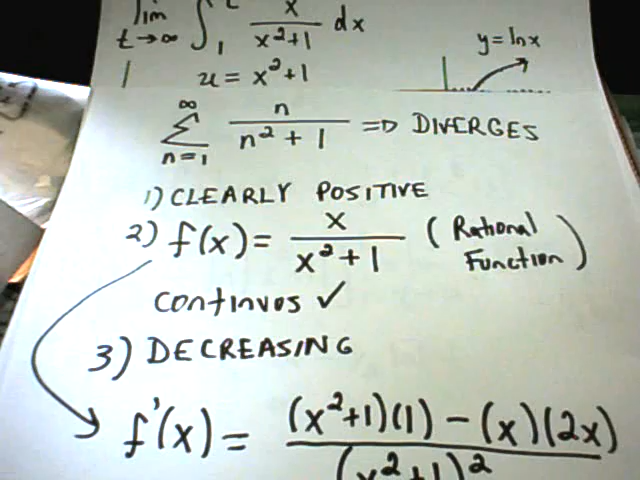 lim t→∞ ∫₁ᵗ x/(x²+1) dx
y = ln x
u = x²+1
∞ Σ n=1 n/(n²+1) ⇒ DIVERGES
1) CLEARLY POSITIVE
2) f(x) = x/(x²+1) (Rational Function)
Continuos ✓
3) DECREASING
f'(x) = (x²+1)(1) − (x)(2x) / (x²+1)²